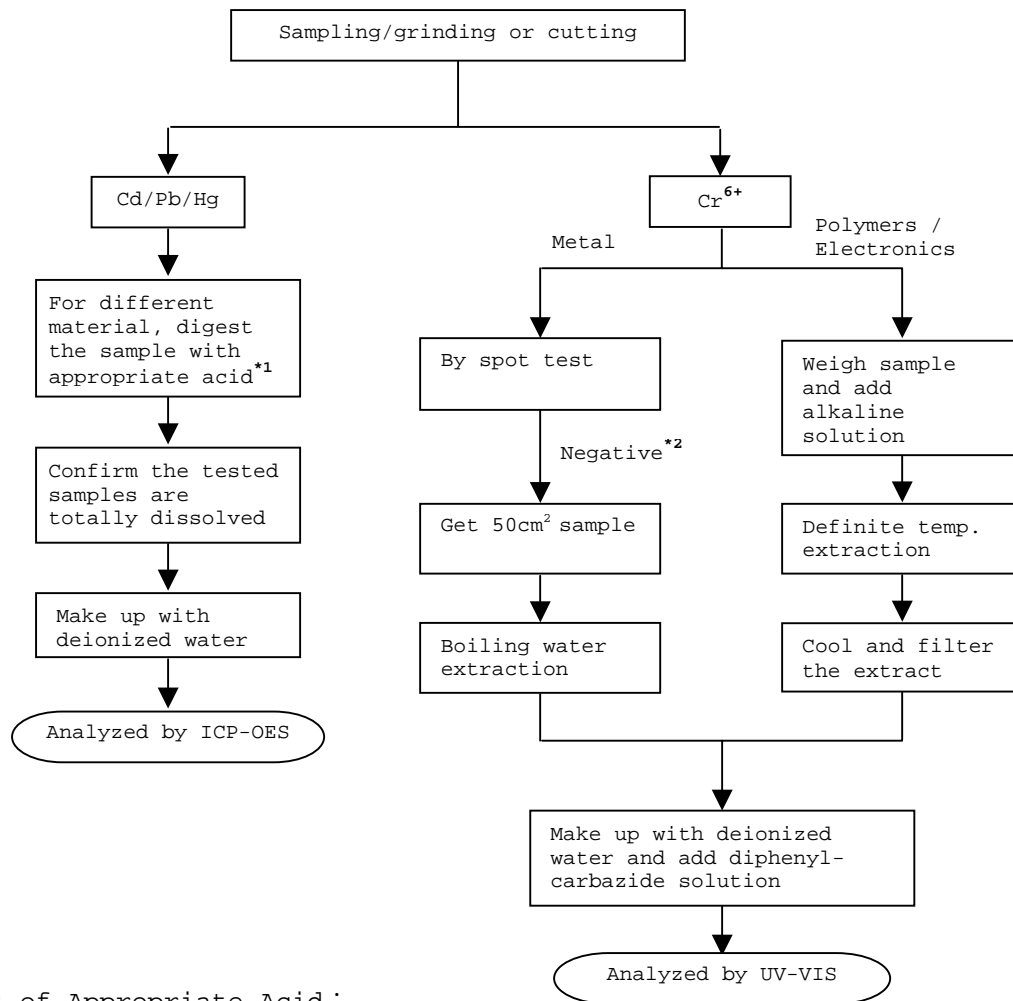 Sampling/grinding or cutting
Cd/Pb/Hg
For different
material, digest
the sample with
appropriate acid*1
Confirm the tested
samples are
totally dissolved
Make up with
deionized water
Analyzed by ICP-OES
Cr6+
Metal
Polymers /
Electronics
By spot test
Negative*2
Get 50cm2 sample
Boiling water
extraction
Weigh sample
and add
alkaline
solution
Definite temp.
extraction
Cool and filter
the extract
Make up with deionized
water and add diphenyl-
carbazide solution
Analyzed by UV-VIS
of Appropriate Acid: